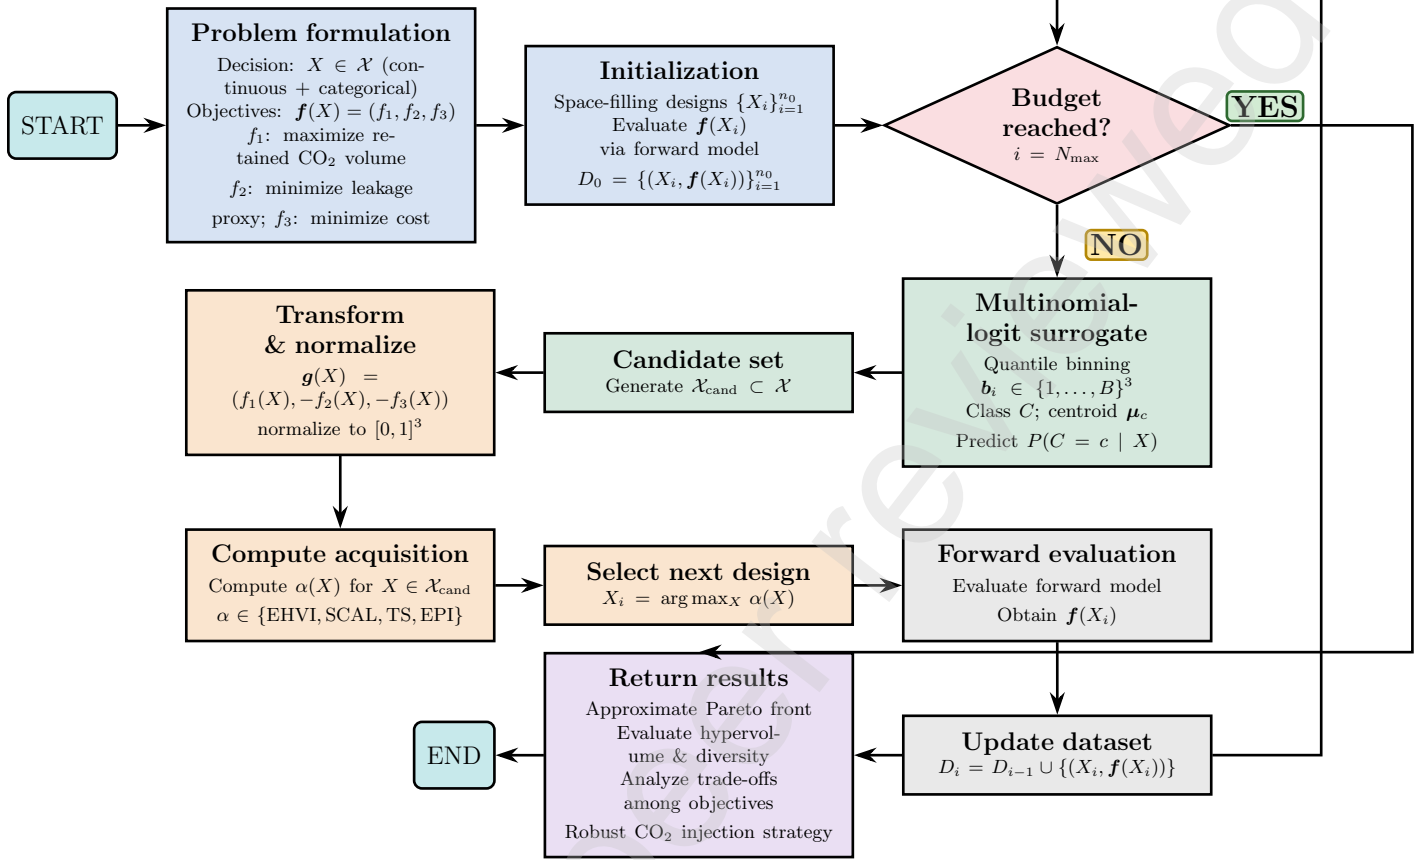 START
Problem formulation
Decision: X ∈ 𝒳 (con-
tinuous + categorical)
Objectives: f(X) = (f₁, f₂, f₃)
f₁: maximize re-
tained CO₂ volume
f₂: minimize leakage
proxy; f₃: minimize cost
Initialization
Space-filling designs {Xᵢ}ᵢ₌₁ⁿ⁰
Evaluate f(Xᵢ)
via forward model
D₀ = {(Xᵢ, f(Xᵢ))}ᵢ₌₁ⁿ⁰
Budget
reached?
i = Nmax
YES
NO
Multinomial-
logit surrogate
Quantile binning
bᵢ ∈ {1, . . . , B}³
Class C; centroid μc
Predict P(C = c | X)
Candidate set
Generate 𝒳cand ⊂ 𝒳
Transform
& normalize
g(X) =
(f₁(X), −f₂(X), −f₃(X))
normalize to [0, 1]³
Compute acquisition
Compute α(X) for X ∈ 𝒳cand
α ∈ {EHVI, SCAL, TS, EPI}
Select next design
Xᵢ = arg maxX α(X)
Forward evaluation
Evaluate forward model
Obtain f(Xᵢ)
Update dataset
Dᵢ = Dᵢ₋₁ ∪ {(Xᵢ, f(Xᵢ))}
Return results
Approximate Pareto front
Evaluate hypervol-
ume & diversity
Analyze trade-offs
among objectives
Robust CO₂ injection strategy
END
peer reviewed